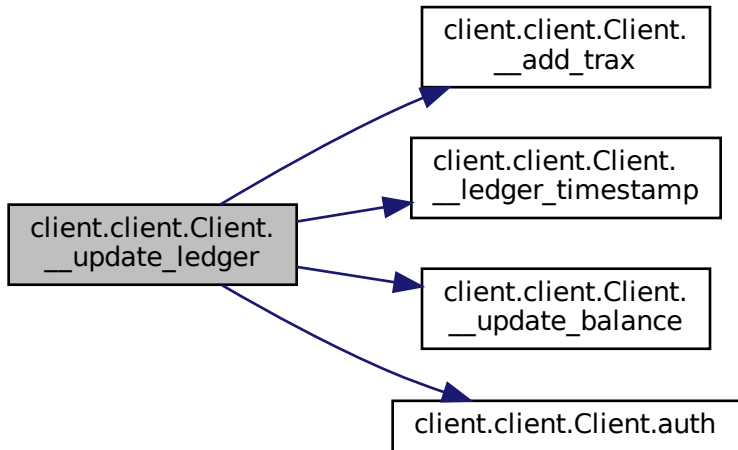 client.client.Client.
__add_trax
client.client.Client.
__ledger_timestamp
client.client.Client.
__update_ledger
client.client.Client.
__update_balance
client.client.Client.auth